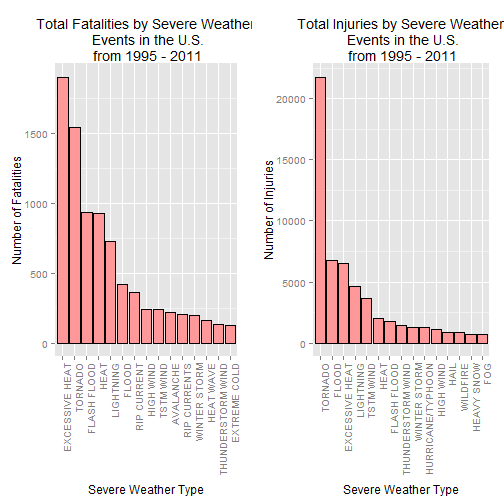 Total Fatalities by Severe Weather
Events in the U.S.
from 1995 - 2011
Number of Fatalities
1500
1000
500
0
EXCESSIVE HEAT
TORNADO
FLASH FLOOD
HEAT
LIGHTNING
FLOOD
RIP CURRENT
HIGH WIND
TSTM WIND
AVALANCHE
RIP CURRENTS
WINTER STORM
HEAT WAVE
THUNDERSTORM WIND
EXTREME COLD
Severe Weather Type
Total Injuries by Severe Weather
Events in the U.S.
from 1995 - 2011
Number of Injuries
20000
15000
10000
5000
0
TORNADO
FLOOD
EXCESSIVE HEAT
LIGHTNING
TSTM WIND
HEAT
FLASH FLOOD
THUNDERSTORM WIND
WINTER STORM
HURRICANE/TYPHOON
HIGH WIND
HAIL
WILDFIRE
HEAVY SNOW
FOG
Severe Weather Type